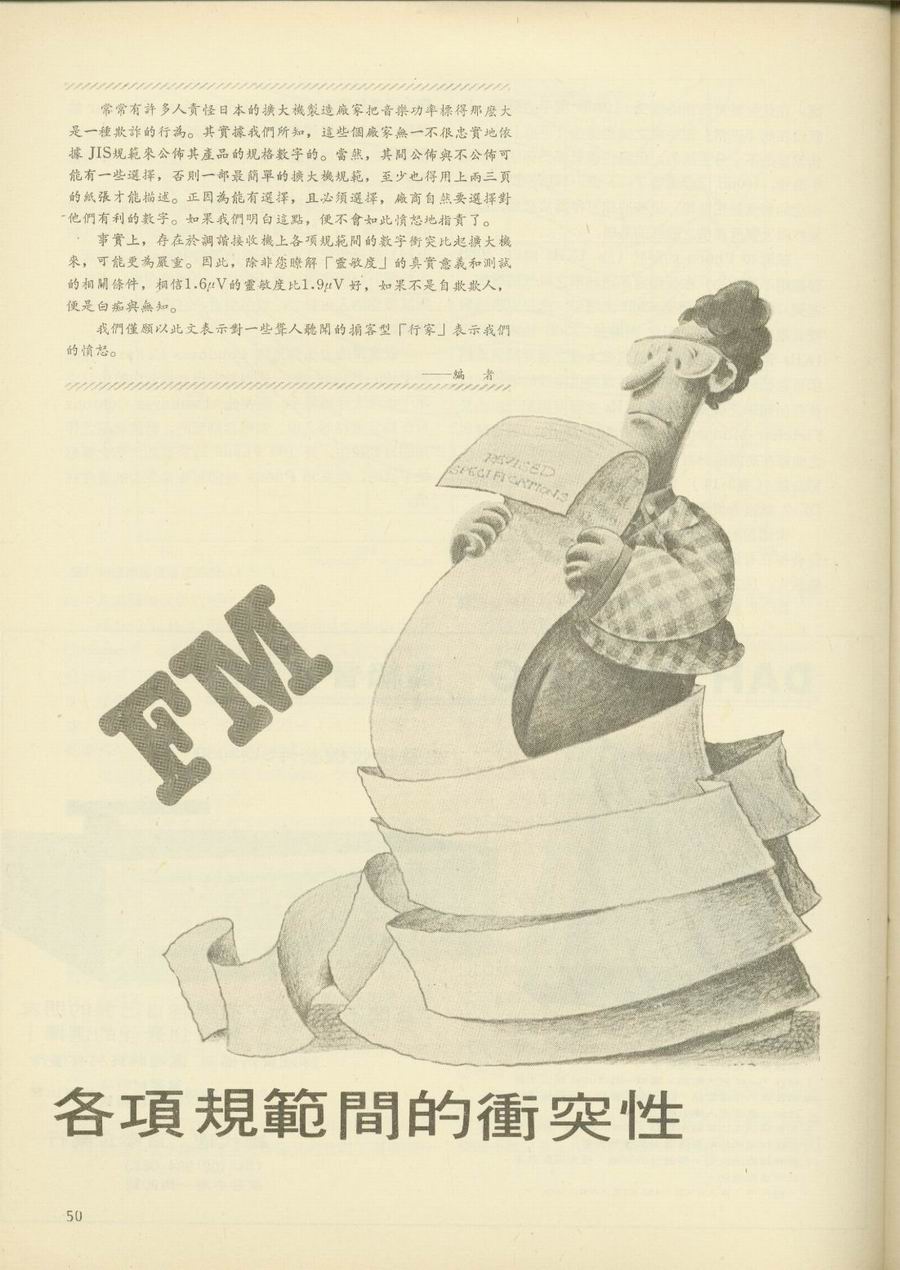 常常有許多人責怪日本的擴大機製造廠家把音樂功率標得那麼大
是一種欺詐的行為。其實據我們所知，這些個廠家無一不很忠實地依
據 JIS規範來公佈其產品的規格數字的。當然，其間公佈與不公佈可
能有一些選擇，否則一部最簡單的擴大機規範，至少也得用上兩三頁
的紙張才能描述。正因為能有選擇，且必須選擇，廠商自然要選擇對
他們有利的數字。如果我們明白這點，便不會如此憤怒地指責了。
事實上，存在於調諧接收機上各項規範間的數字衝突比起擴大機
來，可能更為嚴重。因此，除非您瞭解「靈敏度」的真實意義和測試
的相關條件，相信1.6μV的靈敏度比1.9μV 好，如果不是自欺欺人，
便是白痴與無知。
我們僅願以此文表示對一些聳人聽聞的掮客型「行家」表示我們
的憤怒。
——編 者
REVISED
SPECIFICATIONS
FM
各項規範間的衝突性
50